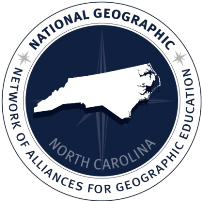 NATIONAL GEOGRAPHIC
NETWORK OF ALLIANCES FOR GEOGRAPHIC EDUCATION
NORTH CAROLINA